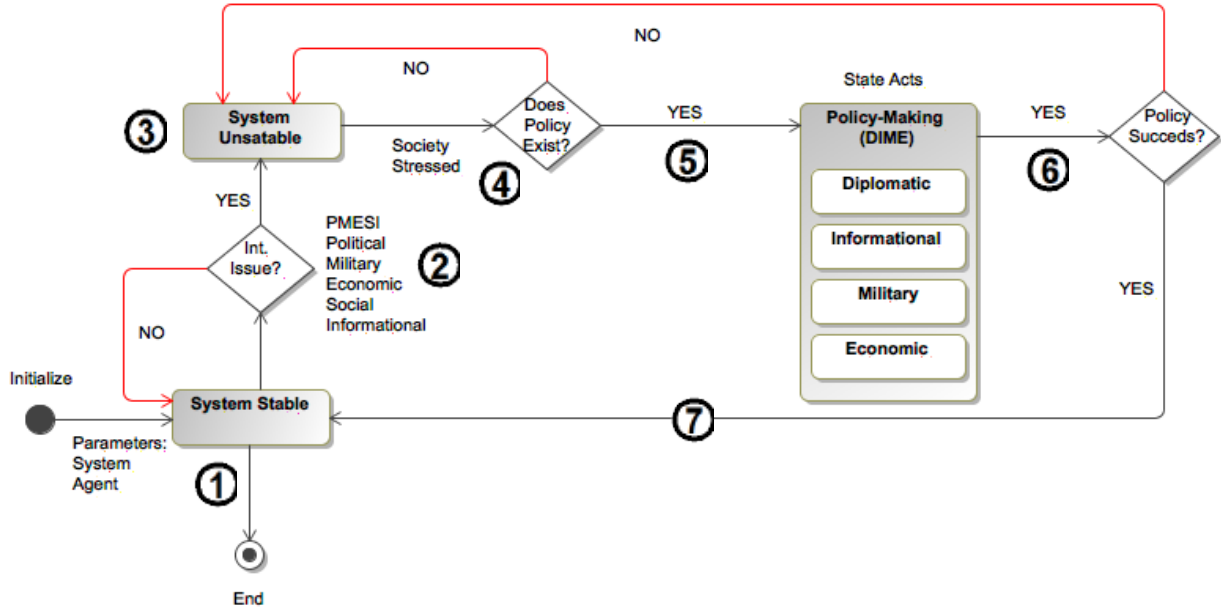 NO
NO
State Acts
System
Unsatable
3
Does
Policy
Exist?
YES
Policy-Making
(DIME)
YES
Policy
Succeds?
Society
Stressed
4
5
6
Diplomatic
Informational
Military
Economic
YES
YES
Int.
Issue?
PMESI
Political
Military
Economic
Social
Informational
2
NO
Initialize
System Stable
7
Parameters;
System
Agent
1
End